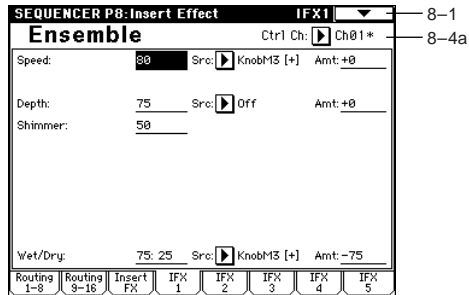 SEQUENCER P8:Insert Effect IFX1 8–1
Ensemble Ctrl Ch: Ch01* 8–4a
Speed: 80 Src: KnobM3 [+] Amt: +0
Depth: 75 Src: Off Amt: +0
Shimmer: 50
Wet/Dry: 75: 25 Src: KnobM3 [+] Amt: -75
Routing 1-8 Routing 9-16 Insert FX IFX 1 IFX 2 IFX 3 IFX 4 IFX 5